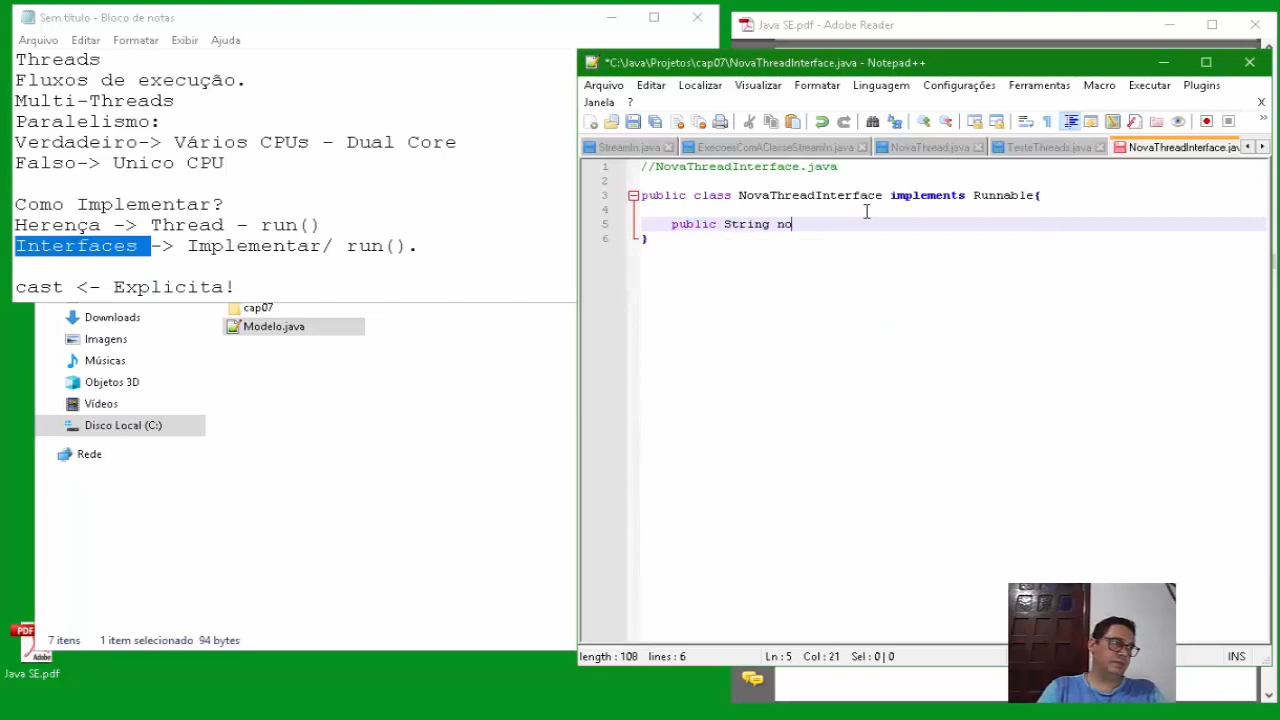 Sem título - Bloco de notas
Arquivo Editar Formatar Exibir Ajuda
Threads
Fluxos de execução.
Multi-Threads
Paralelismo:
Verdadeiro-> Vários CPUs - Dual Core
Falso-> Unico CPU
Como Implementar?
Herença -> Thread - run()
Interfaces -> Implementar/ run().
cast <- Explicita!
cap07
Downloads
Modelo.java
Imagens
Músicas
Objetos 3D
Vídeos
Disco Local (C:)
Rede
7 itens 1 item selecionado 94 bytes
PDF
Adobe
Java SE.pdf
Java SE.pdf - Adobe Reader
*C:\Java\Projetos\cap07\NovaThreadInterface.java - Notepad++
Arquivo Editar Localizar Visualizar Formatar Linguagem Configurações Ferramentas Macro Executar Plugins
Janela ? X
StreamIn.java ExecoesComAClasseStreamIn.java NovaThread.java TesteThreads.java NovaThreadInterface.java
1 //NovaThreadInterface.java
2
3 public class NovaThreadInterface implements Runnable{
4
5 public String no
6 }
length : 108 lines : 6 Ln : 5 Col : 21 Sel : 0 | 0 INS